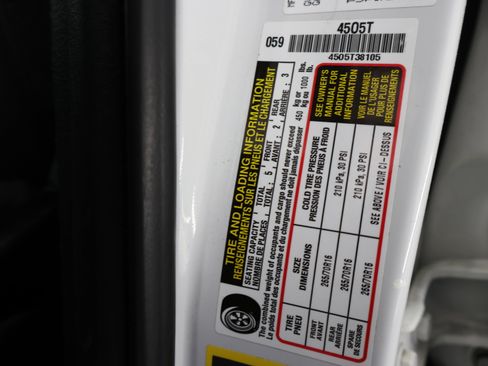 4505T
059
4505T38105
TIRE AND LOADING INFORMATION
RENSEIGNEMENTS SUR LES PNEUS ET LE CHARGEMENT
SEATING CAPACITY TOTAL : 5 FRONT : 2 REAR : 3
NOMBRE DE PLACES TOTAL : 5 AVANT : 2 ARRIÈRE : 3
The combined weight of occupants and cargo should never exceed 450 kg or 1000 lbs.
Le poids total des occupants et du chargement ne doit jamais dépasser 450 kg ou 1000 lb.
TIRE SIZE COLD TIRE PRESSURE
PNEU DIMENSIONS PRESSION DES PNEUS À FROID
FRONT
AVANT 265/70R16 210 kPa, 30 PSI
REAR
ARRIÈRE 265/70R16 210 kPa, 30 PSI
SPARE
DE SECOURS 265/70R16 SEE ABOVE / VOIR CI-DESSUS
SEE OWNER'S
MANUAL FOR
ADDITIONAL
INFORMATION
VOIR LE MANUEL
DE L'USAGER
POUR PLUS DE
RENSEIGNEMENTS